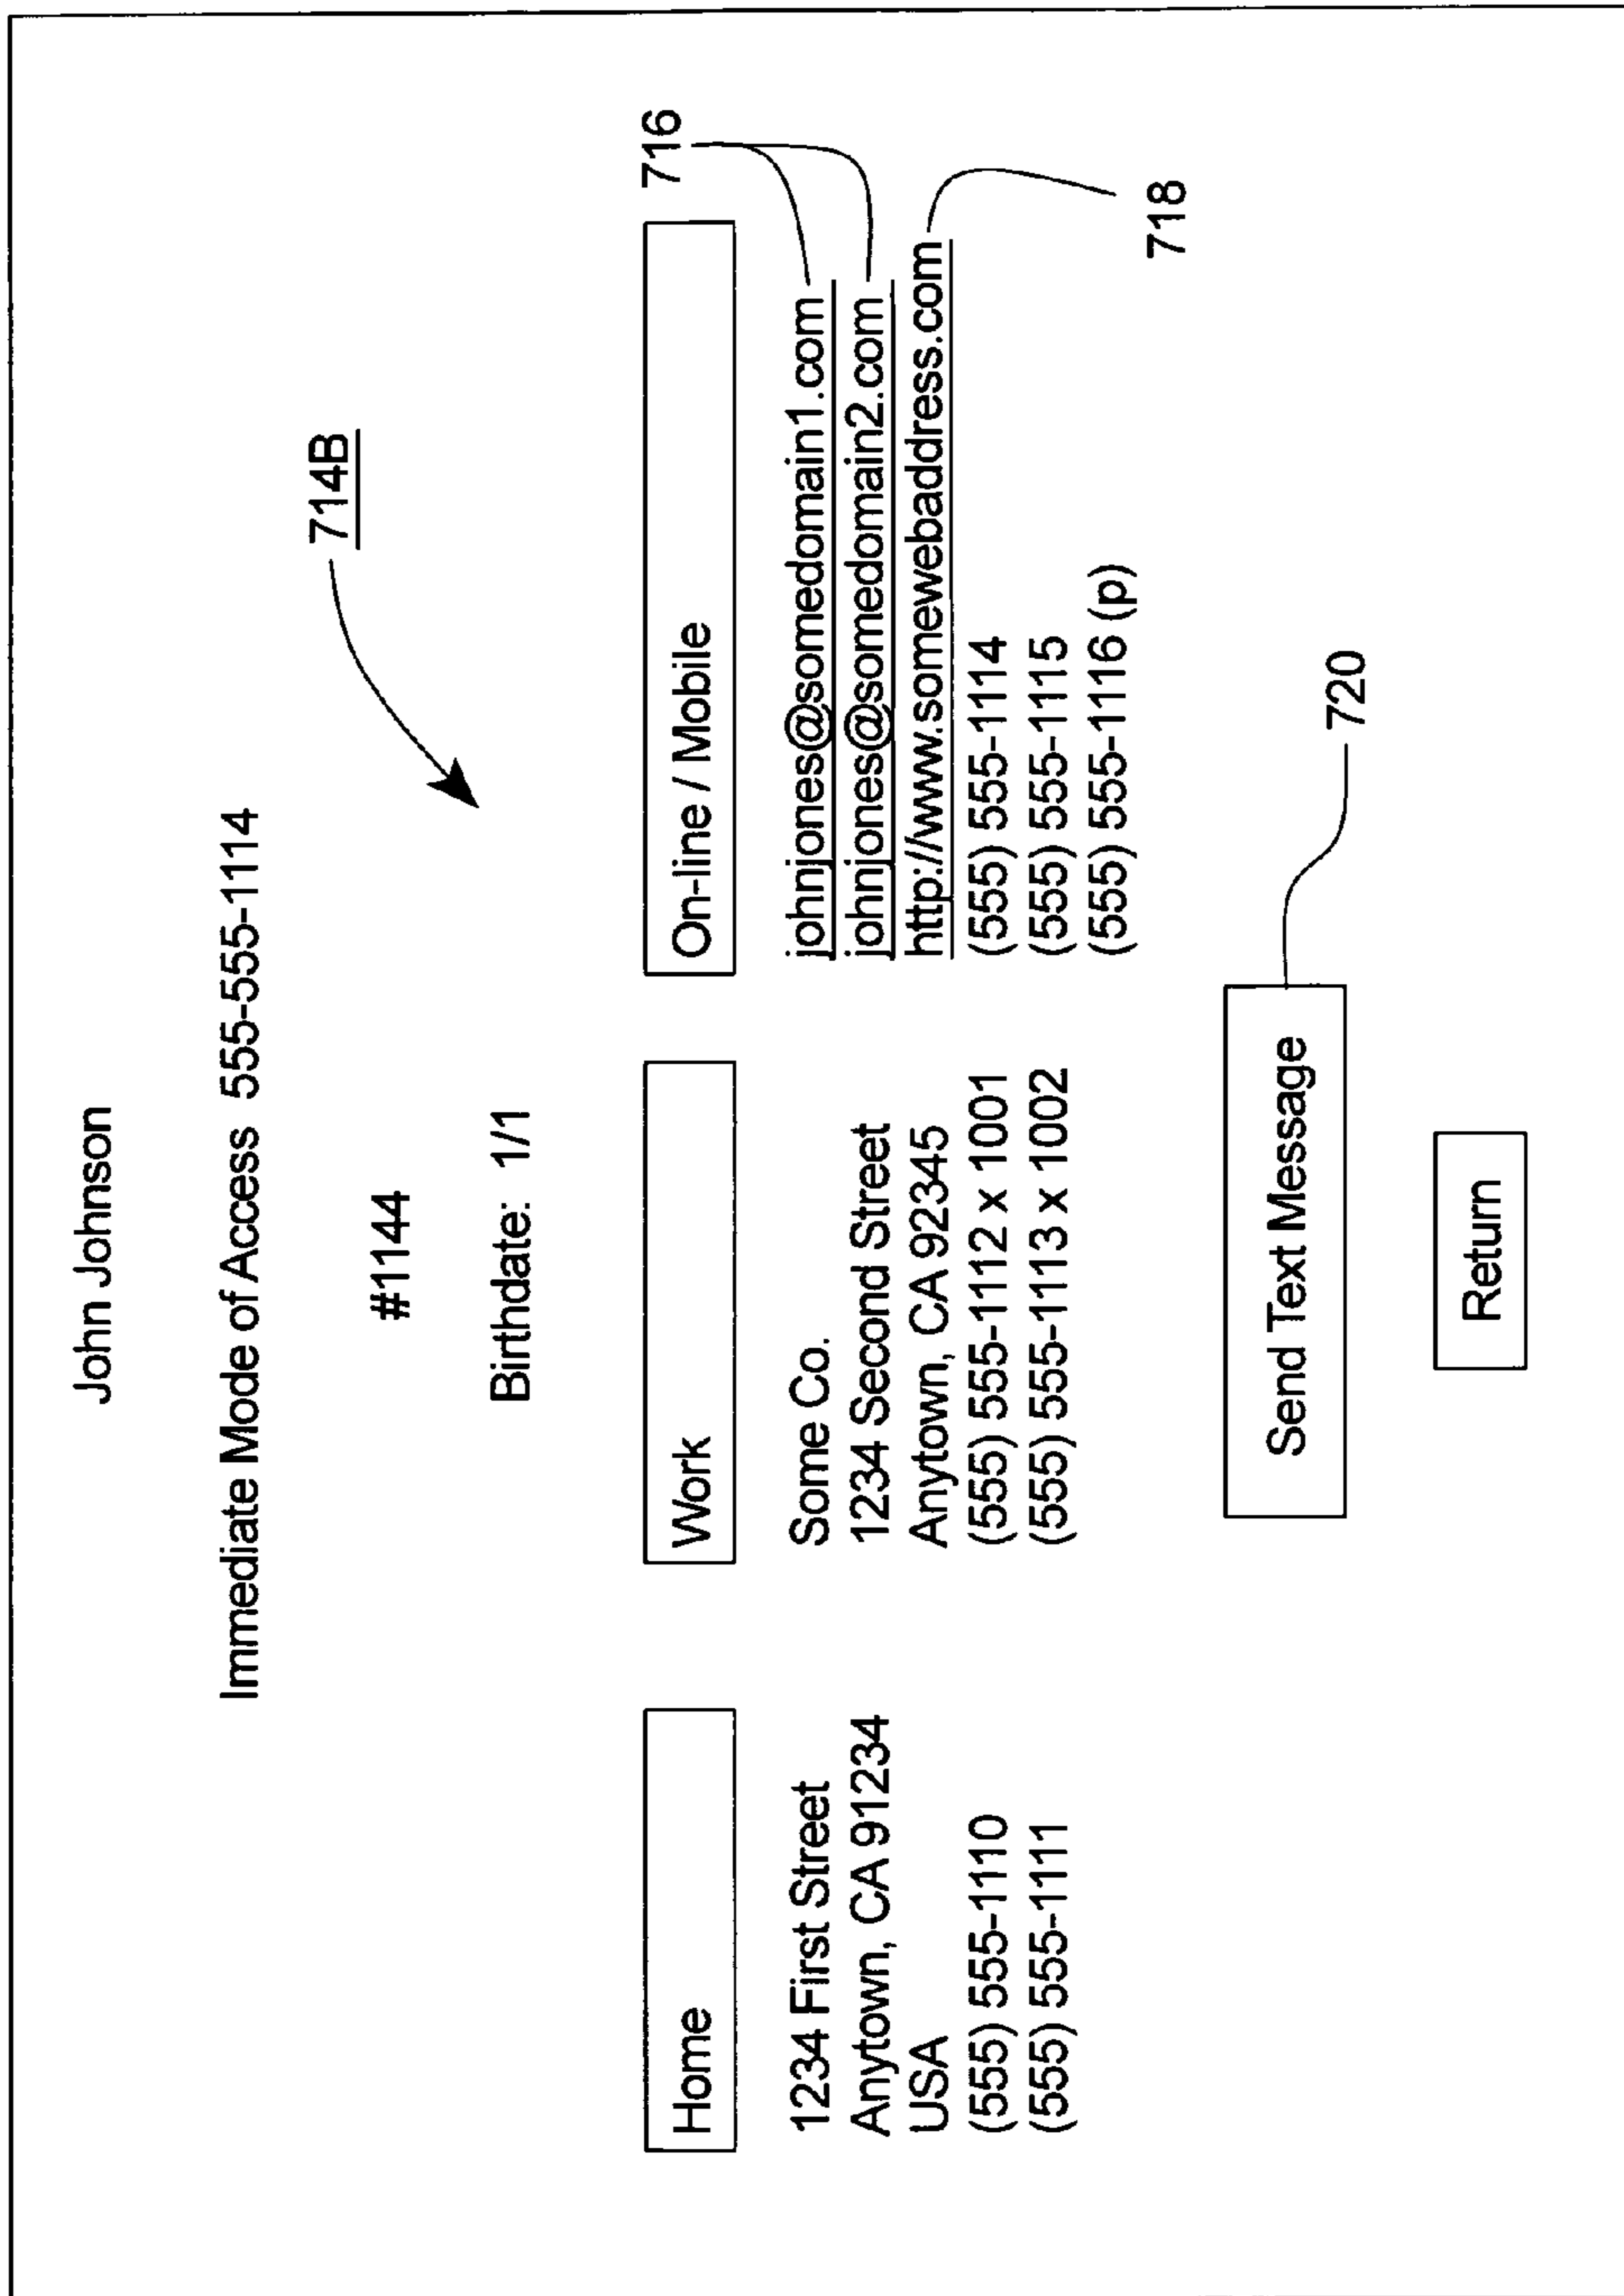 John Johnson
Immediate Mode of Access 555-555-1114
714B
#1144
Birthdate: 1/1
716
Home
1234 First Street
Anytown, CA 91234
USA
(555) 555-1110
(555) 555-1111
Work
Some Co.
1234 Second Street
Anytown, CA 92345
(555) 555-1112 x 1001
(555) 555-1113 x 1002
On-line / Mobile
johnjones@somedomain1.com
johnjones@somedomain2.com
http://www.somewebaddress.com
(555) 555-1114
(555) 555-1115
(555) 555-1116 (p)
718
Send Text Message
720
Return